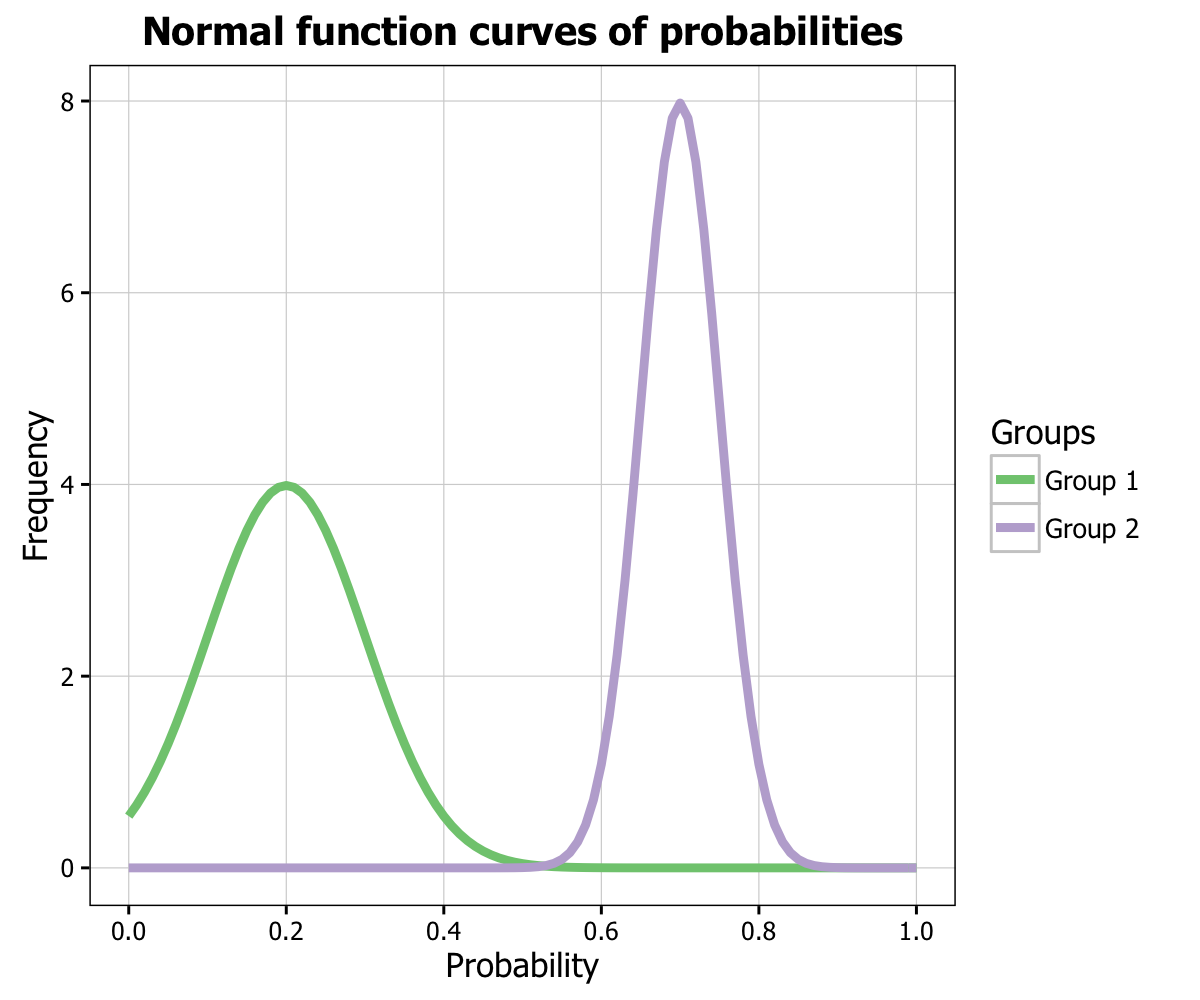 Normal function curves of probabilities
8
6
4
2
0
Frequency
0.0 0.2 0.4 0.6 0.8 1.0
Probability
Groups
Group 1
Group 2